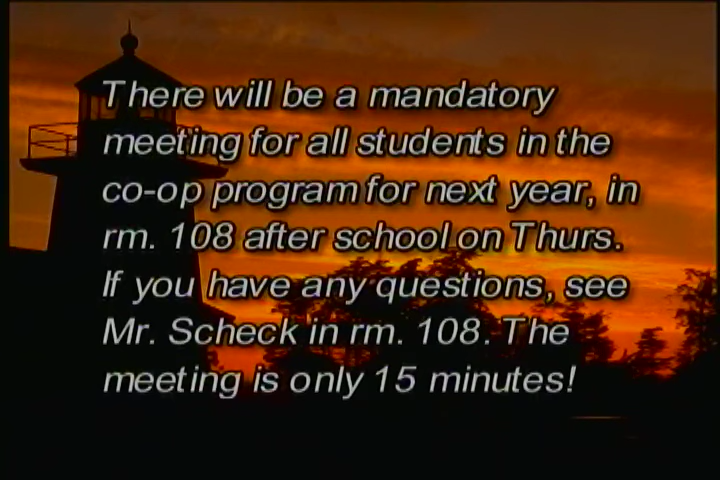 There will be a mandatory
meeting for all students in the
co-op program for next year, in
rm. 108 after school on Thurs.
If you have any questions, see
Mr. Scheck in rm. 108. The
meeting is only 15 minutes!